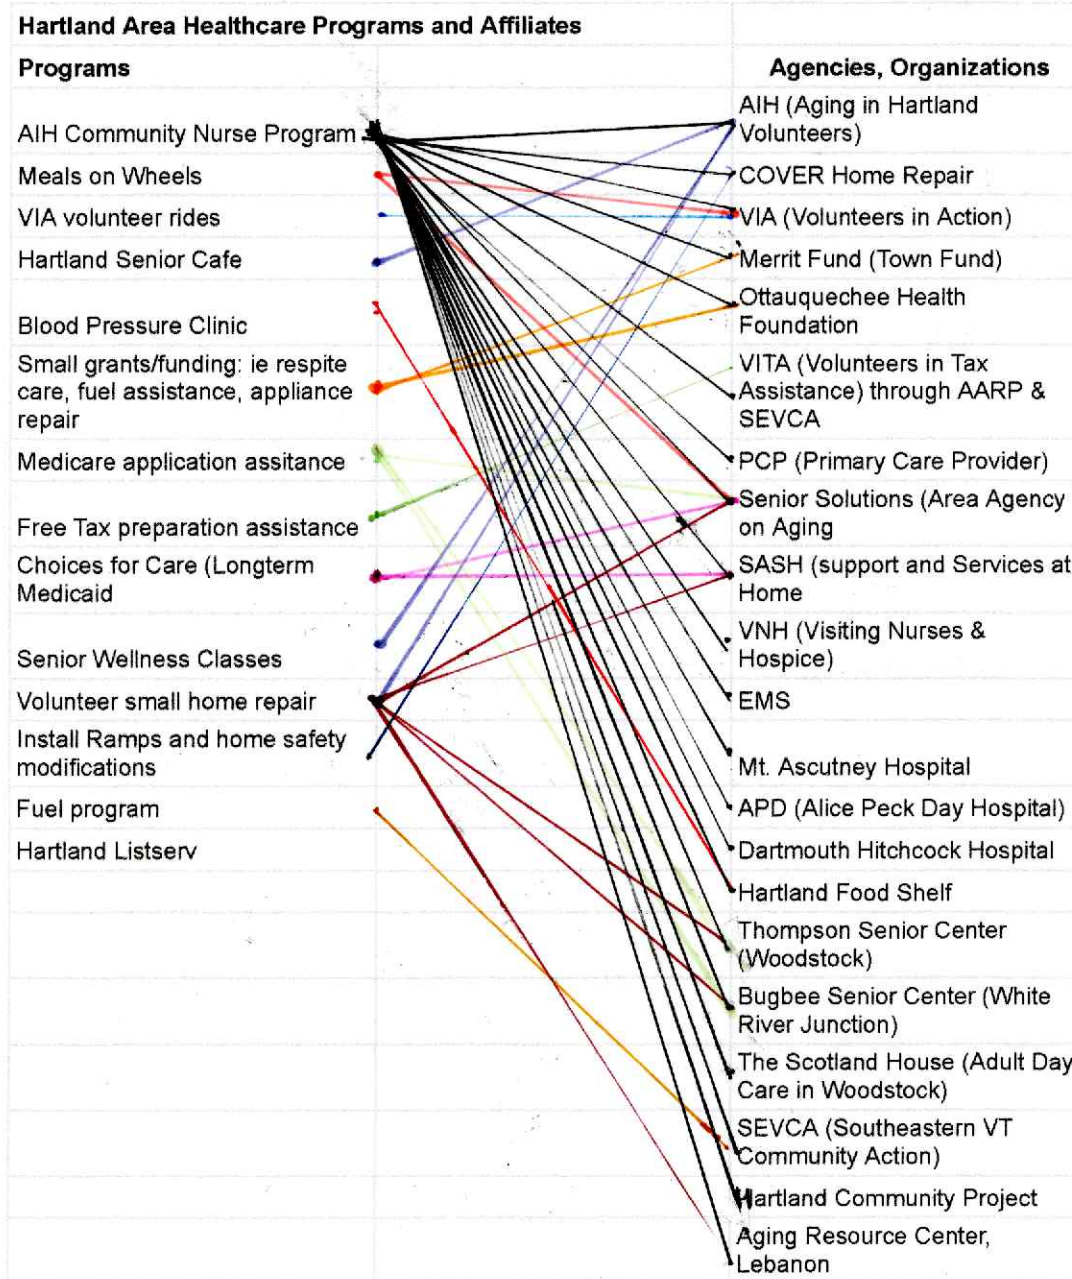 Hartland Area Healthcare Programs and Affiliates
Programs
Agencies, Organizations
AIH Community Nurse Program
Meals on Wheels
VIA volunteer rides
Hartland Senior Cafe
Blood Pressure Clinic
Small grants/funding: ie respite
care, fuel assistance, appliance
repair
Medicare application assitance
Free Tax preparation assistance
Choices for Care (Longterm
Medicaid
Senior Wellness Classes
Volunteer small home repair
Install Ramps and home safety
modifications
Fuel program
Hartland Listserv
AIH (Aging in Hartland
Volunteers)
COVER Home Repair
VIA (Volunteers in Action)
Merrit Fund (Town Fund)
Ottauquechee Health
Foundation
VITA (Volunteers in Tax
Assistance) through AARP &
SEVCA
PCP (Primary Care Provider)
Senior Solutions (Area Agency
on Aging
SASH (support and Services at
Home
VNH (Visiting Nurses &
Hospice)
EMS
Mt. Ascutney Hospital
APD (Alice Peck Day Hospital)
Dartmouth Hitchcock Hospital
Hartland Food Shelf
Thompson Senior Center
(Woodstock)
Bugbee Senior Center (White
River Junction)
The Scotland House (Adult Day
Care in Woodstock)
SEVCA (Southeastern VT
Community Action)
Hartland Community Project
Aging Resource Center,
Lebanon